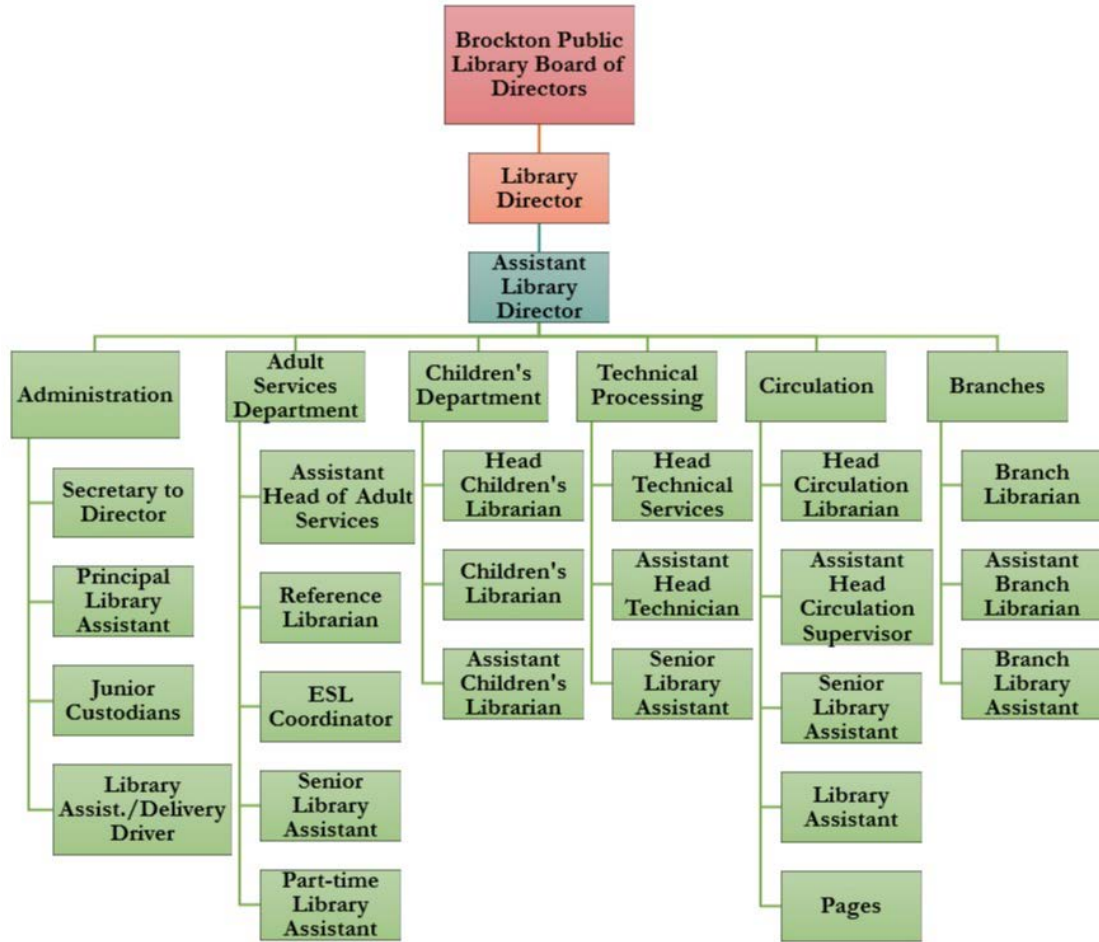 Brockton Public
Library Board of
Directors
Library
Director
Assistant
Library
Director
Administration
Secretary to
Director
Principal
Library
Assistant
Junior
Custodians
Library
Assist./Delivery
Driver
Adult
Services
Department
Assistant
Head of Adult
Services
Reference
Librarian
ESL
Coordinator
Senior
Library
Assistant
Part-time
Library
Assistant
Children's
Department
Head
Children's
Librarian
Children's
Librarian
Assistant
Children's
Librarian
Technical
Processing
Head
Technical
Services
Assistant
Head
Technician
Senior
Library
Assistant
Circulation
Head
Circulation
Librarian
Assistant
Head
Circulation
Supervisor
Senior
Library
Assistant
Library
Assistant
Pages
Branches
Branch
Librarian
Assistant
Branch
Librarian
Branch
Library
Assistant